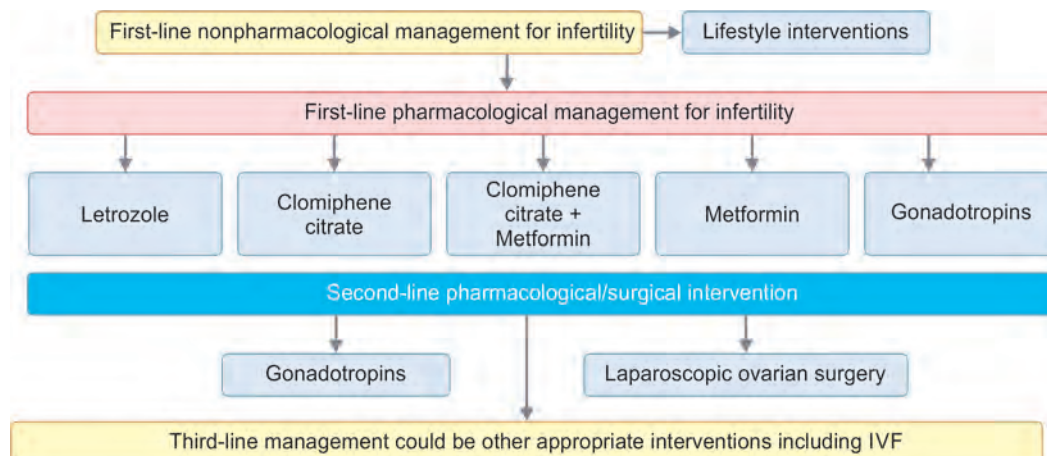 First-line nonpharmacological management for infertility
Lifestyle interventions
First-line pharmacological management for infertility
Letrozole
Clomiphene
citrate
Clomiphene
citrate +
Metformin
Metformin
Gonadotropins
Second-line pharmacological/surgical intervention
Gonadotropins
Laparoscopic ovarian surgery
Third-line management could be other appropriate interventions including IVF